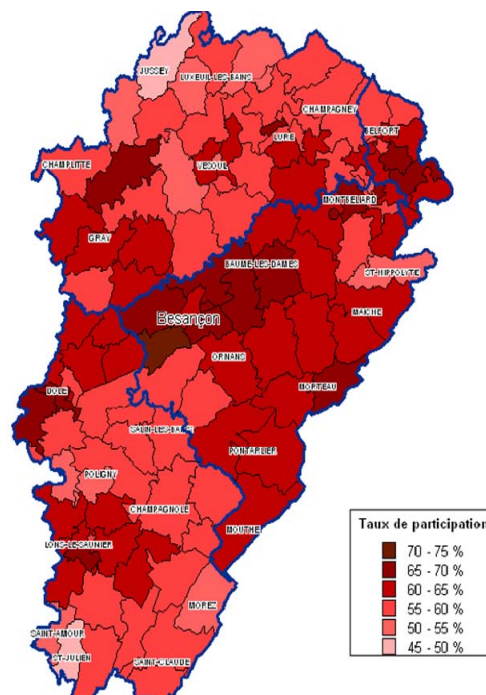 JUSSEY
LUXEUIL-LES-BAINS
CHAMPAGNEY
BELFORT
LURE
CHAMPLITTE
VESOUL
MONTBELIARD
GRAY
BAUME-LES-DAMES
ST-HIPPOLYTE
Besançon
MAICHE
ORNANS
DOLE
MORTEAU
SALIN-LES-BAINS
PONTARLIER
POLIGNY
CHAMPAGNOLE
MOUTHE
LONS-LE-SAUNIER
MOREZ
SAINT-AMOUR
ST-JULIEN
SAINT-CLAUDE
Taux de participation
70 - 75 %
65 - 70 %
60 - 65 %
55 - 60 %
50 - 55 %
45 - 50 %